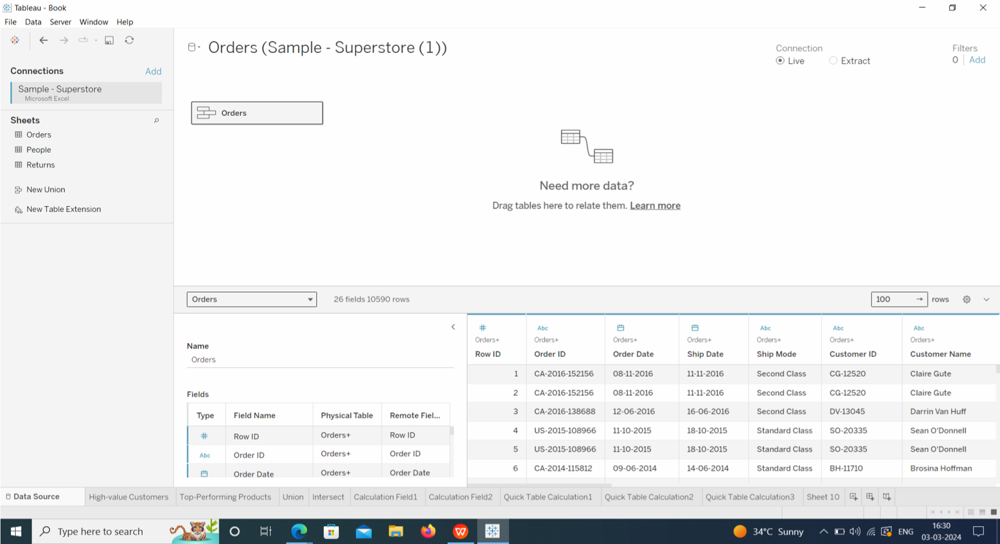 Tableau - Book
File Data Server Window Help
Connections Add
Sample - Superstore
Microsoft Excel
Sheets
Orders
People
Returns
New Union
New Table Extension
Orders (Sample - Superstore (1))
Connection
Live Extract
Filters
0 Add
Orders
Need more data?
Drag tables here to relate them. Learn more
Orders 26 fields 10590 rows 100 → rows
Name
Orders
Fields
Type Field Name Physical Table Remote Fiel...
# Row ID Orders+ Row ID
Abc Order ID Orders+ Order ID
Order Date Orders+ Order Date
# Abc Abc Abc Abc
Orders+ Orders+ Orders+ Orders+ Orders+ Orders+ Orders+
Row ID Order ID Order Date Ship Date Ship Mode Customer ID Customer Name
1 CA-2016-152156 08-11-2016 11-11-2016 Second Class CG-12520 Claire Gute
2 CA-2016-152156 08-11-2016 11-11-2016 Second Class CG-12520 Claire Gute
3 CA-2016-138688 12-06-2016 16-06-2016 Second Class DV-13045 Darrin Van Huff
4 US-2015-108966 11-10-2015 18-10-2015 Standard Class SO-20335 Sean O'Donnell
5 US-2015-108966 11-10-2015 18-10-2015 Standard Class SO-20335 Sean O'Donnell
6 CA-2014-115812 09-06-2014 14-06-2014 Standard Class BH-11710 Brosina Hoffman
Data Source High-value Customers Top-Performing Products Union Intersect Calculation Field1 Calculation Field2 Quick Table Calculation1 Quick Table Calculation2 Quick Table Calculation3 Sheet 10
Type here to search 34°C Sunny ENG 16:30
03-03-2024